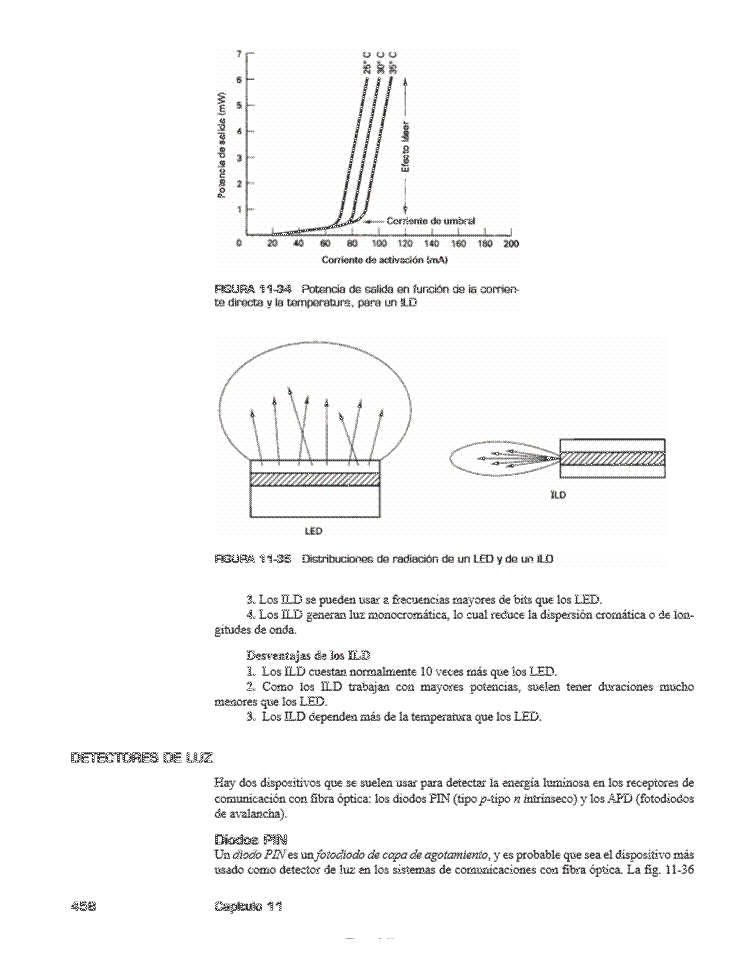 7
6
5
4
3
2
1
0 20 40 60 80 100 120 140 160 180 200
Potencia de salida (mW)
25° C
30° C
35° C
Efecto láser
Corriente de umbral
Corriente de activación (mA)
FIGURA 11-34 Potencia de salida en función de la corrien-
te directa y la temperatura, para un ILD
LED
ILD
FIGURA 11-35 Distribuciones de radiación de un LED y de un ILD
3. Los ILD se pueden usar a frecuencias mayores de bits que los LED.
4. Los ILD generan luz monocromática, lo cual reduce la dispersión cromática o de lon-
gitudes de onda.
Desventajas de los ILD
1. Los ILD cuestan normalmente 10 veces más que los LED.
2. Como los ILD trabajan con mayores potencias, suelen tener duraciones mucho
menores que los LED.
3. Los ILD dependen más de la temperatura que los LED.
DETECTORES DE LUZ
Hay dos dispositivos que se suelen usar para detectar la energía luminosa en los receptores de
comunicación con fibra óptica: los diodos PIN (tipo p-tipo n intrínseco) y los APD (fotodiodos
de avalancha).
Diodos PIN
Un diodo PIN es un fotodiodo de capa de agotamiento, y es probable que sea el dispositivo más
usado como detector de luz en los sistemas de comunicaciones con fibra óptica. La fig. 11-36
458 Capítulo 11